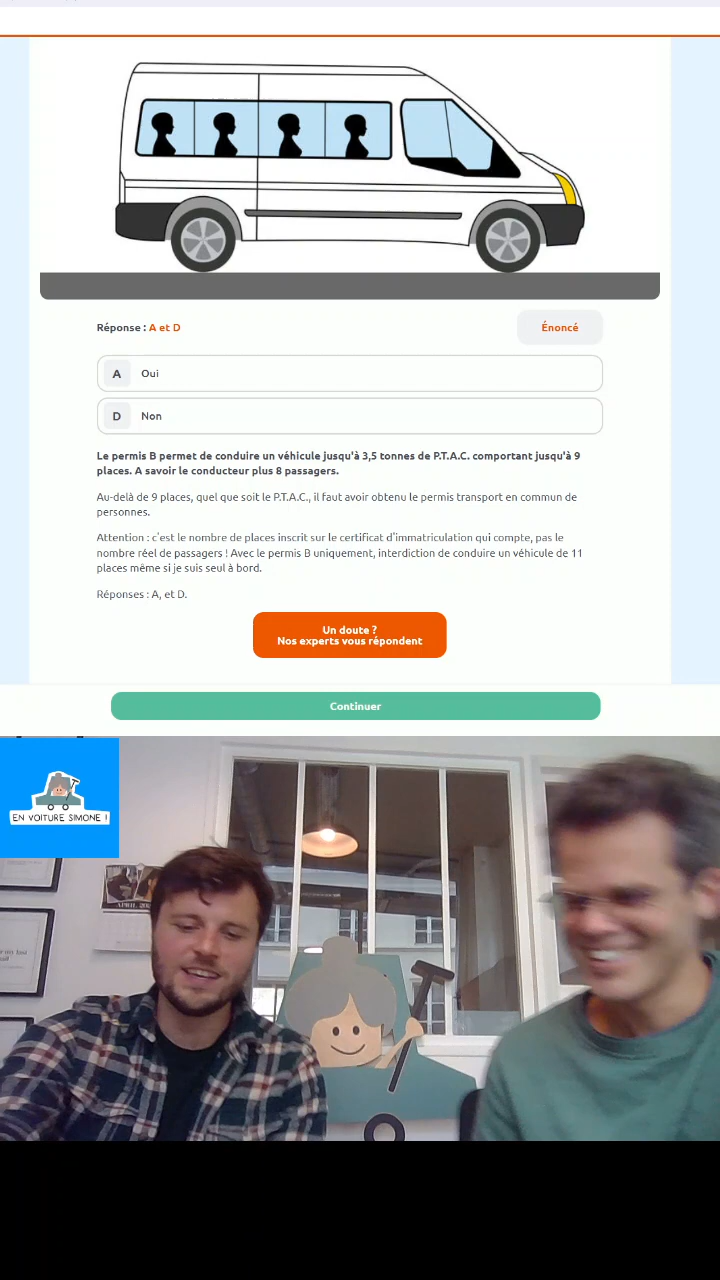 Réponse : A et D
Énoncé
A Oui
D Non
Le permis B permet de conduire un véhicule jusqu'à 3,5 tonnes de P.T.A.C. comportant jusqu'à 9
places. A savoir le conducteur plus 8 passagers.
Au-delà de 9 places, quel que soit le P.T.A.C., il faut avoir obtenu le permis transport en commun de
personnes.
Attention : c'est le nombre de places inscrit sur le certificat d'immatriculation qui compte, pas le
nombre réel de passagers ! Avec le permis B uniquement, interdiction de conduire un véhicule de 11
places même si je suis seul à bord.
Réponses : A, et D.
Un doute ?
Nos experts vous répondent
Continuer
EN VOITURE SIMONE !
APRIL